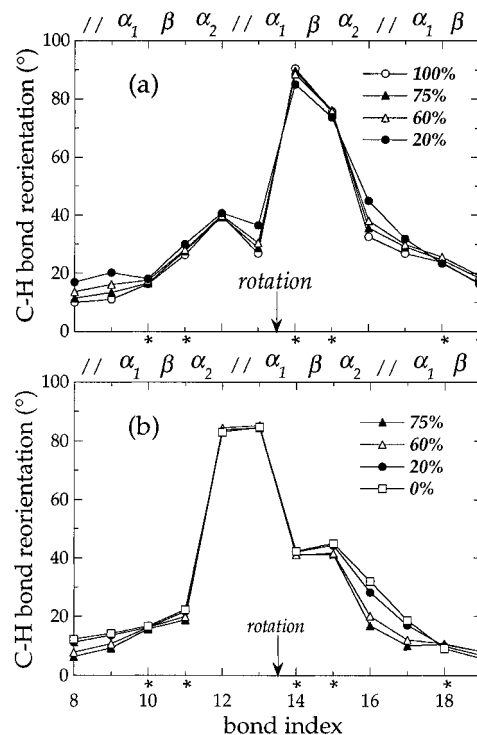 // α1 β α2 // α1 β α2 // α1 β
C-H bond reorientation (°)
100
80
60
40
20
0
(a)
100%
75%
60%
20%
rotation
* * * * *
// α1 β α2 // α1 β α2 // α1 β
C-H bond reorientation (°)
100
80
60
40
20
0
(b)
75%
60%
20%
0%
rotation
* * * * *
8 10 12 14 16 18
bond index